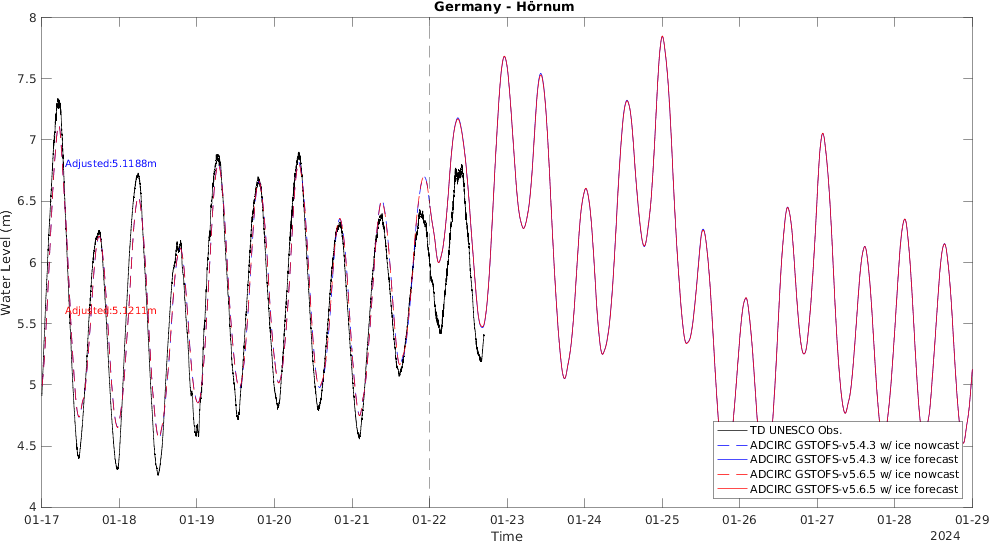 Germany - Hörnum
8
7.5
7
6.5
6
5.5
5
4.5
4
Water Level (m)
Adjusted:5.1188m
Adjusted:5.1211m
TD UNESCO Obs.
ADCIRC GSTOFS-v5.4.3 w/ ice nowcast
ADCIRC GSTOFS-v5.4.3 w/ ice forecast
ADCIRC GSTOFS-v5.6.5 w/ ice nowcast
ADCIRC GSTOFS-v5.6.5 w/ ice forecast
01-17 01-18 01-19 01-20 01-21 01-22 01-23 01-24 01-25 01-26 01-27 01-28 01-29
Time
2024